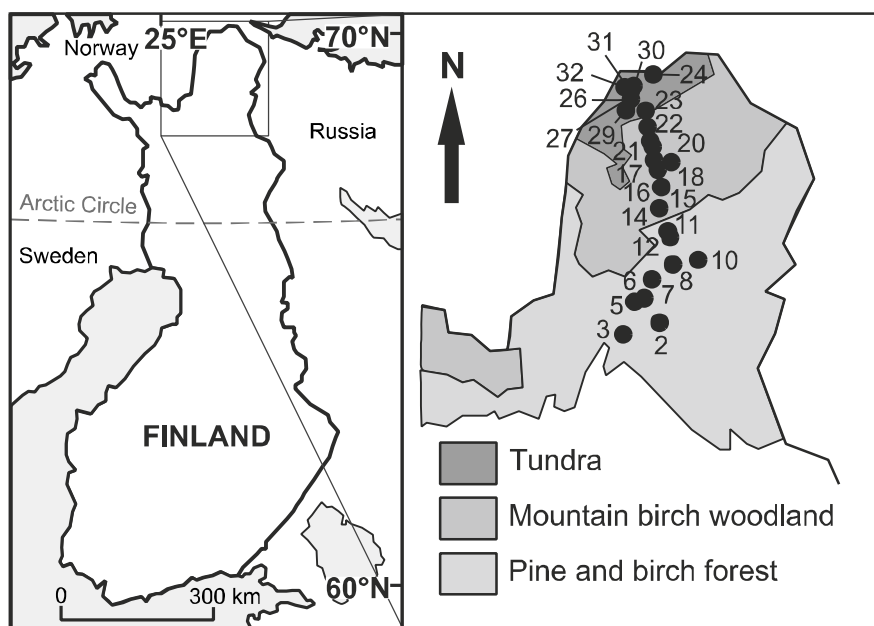 Norway
25°E
70°N
Russia
Arctic Circle
Sweden
FINLAND
0
300 km
60°N
N
31
30
32
24
26
23
27
29
22
21
20
17
18
16
15
14
11
12
10
6
8
5
7
3
2
Tundra
Mountain birch woodland
Pine and birch forest